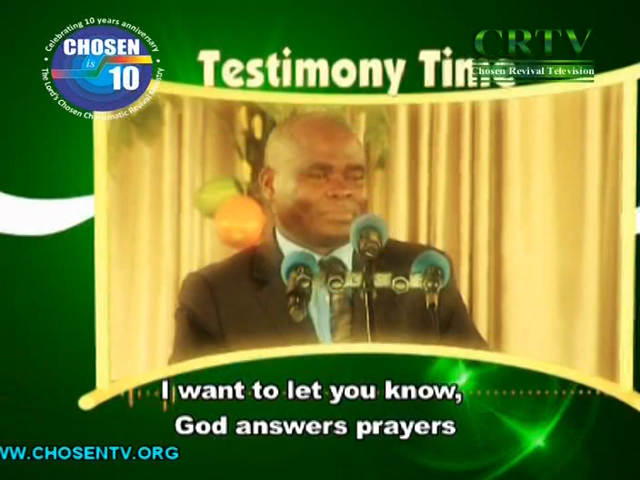 Celebrating 10 years anniversary
CHOSEN
is
10
The Lord's Chosen Charismatic Revival Ministry
CRTV
Chosen Revival Television
Testimony Time
I want to let you know,
God answers prayers
WWW.CHOSENTV.ORG